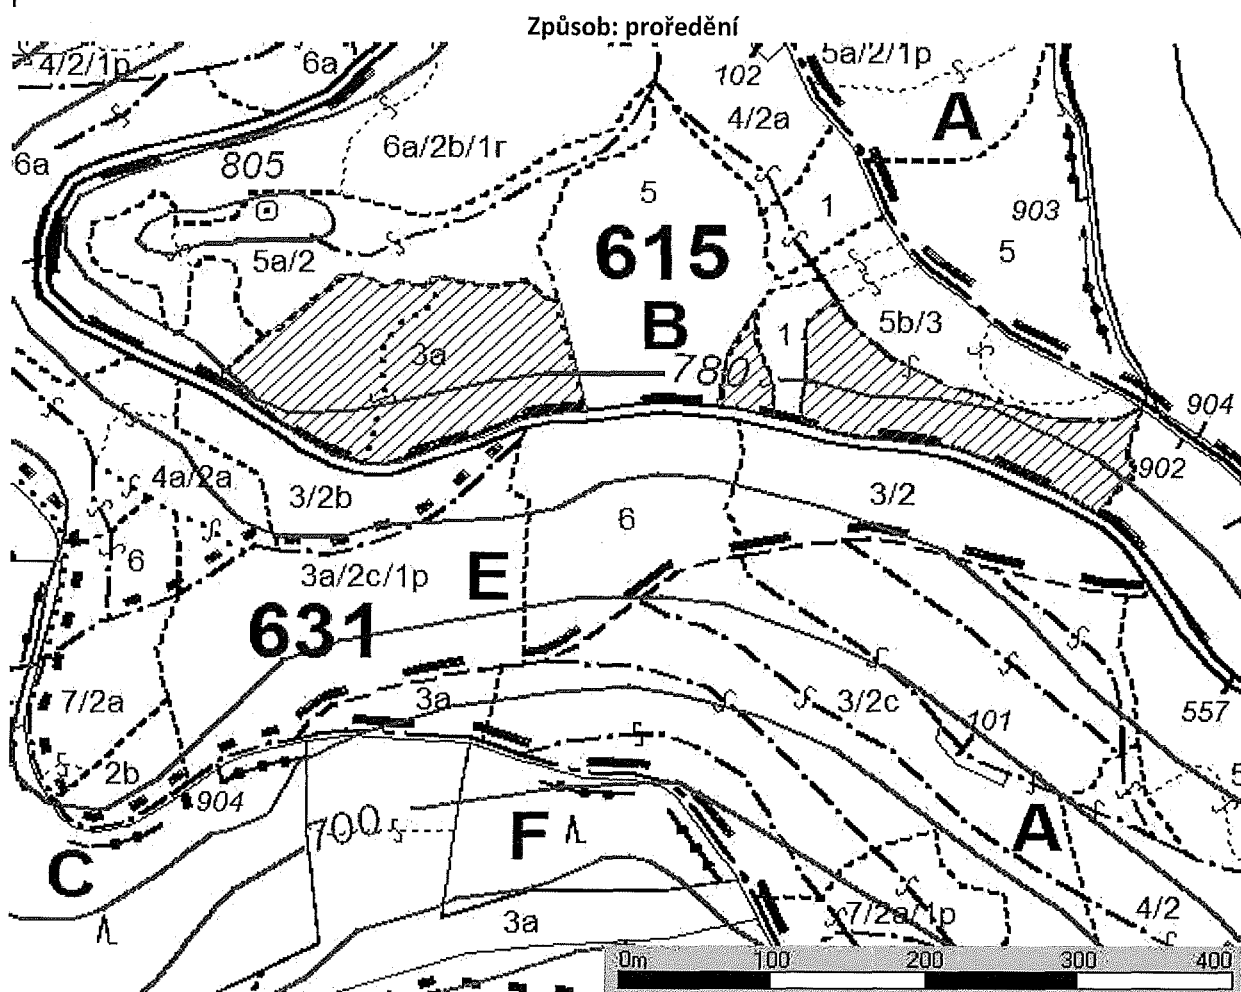 Způsob: proředění
4/2/1p
6a
102
5a/2/1p
4/2a
A
6a
805
6a/2b/1r
5
1
903
5
615
5a/2
B
1
5b/3
3a
780
904
902
4a/2a
3/2b
3/2
6
6
3a/2c/1p
E
631
7/2a
3a
3/2c
101
557
2b
904
5
700
F
A
C
3a
7/2a/1p
4/2
0m 100 200 300 400